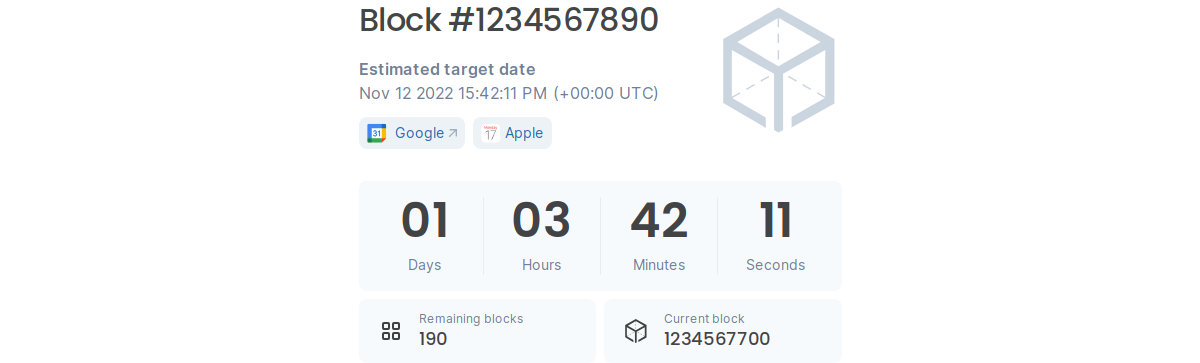 Block #1234567890
Estimated target date
Nov 12 2022 15:42:11 PM (+00:00 UTC)
31 Google 17 Apple
01 03 42 11
Days Hours Minutes Seconds
Remaining blocks
190
Current block
1234567700